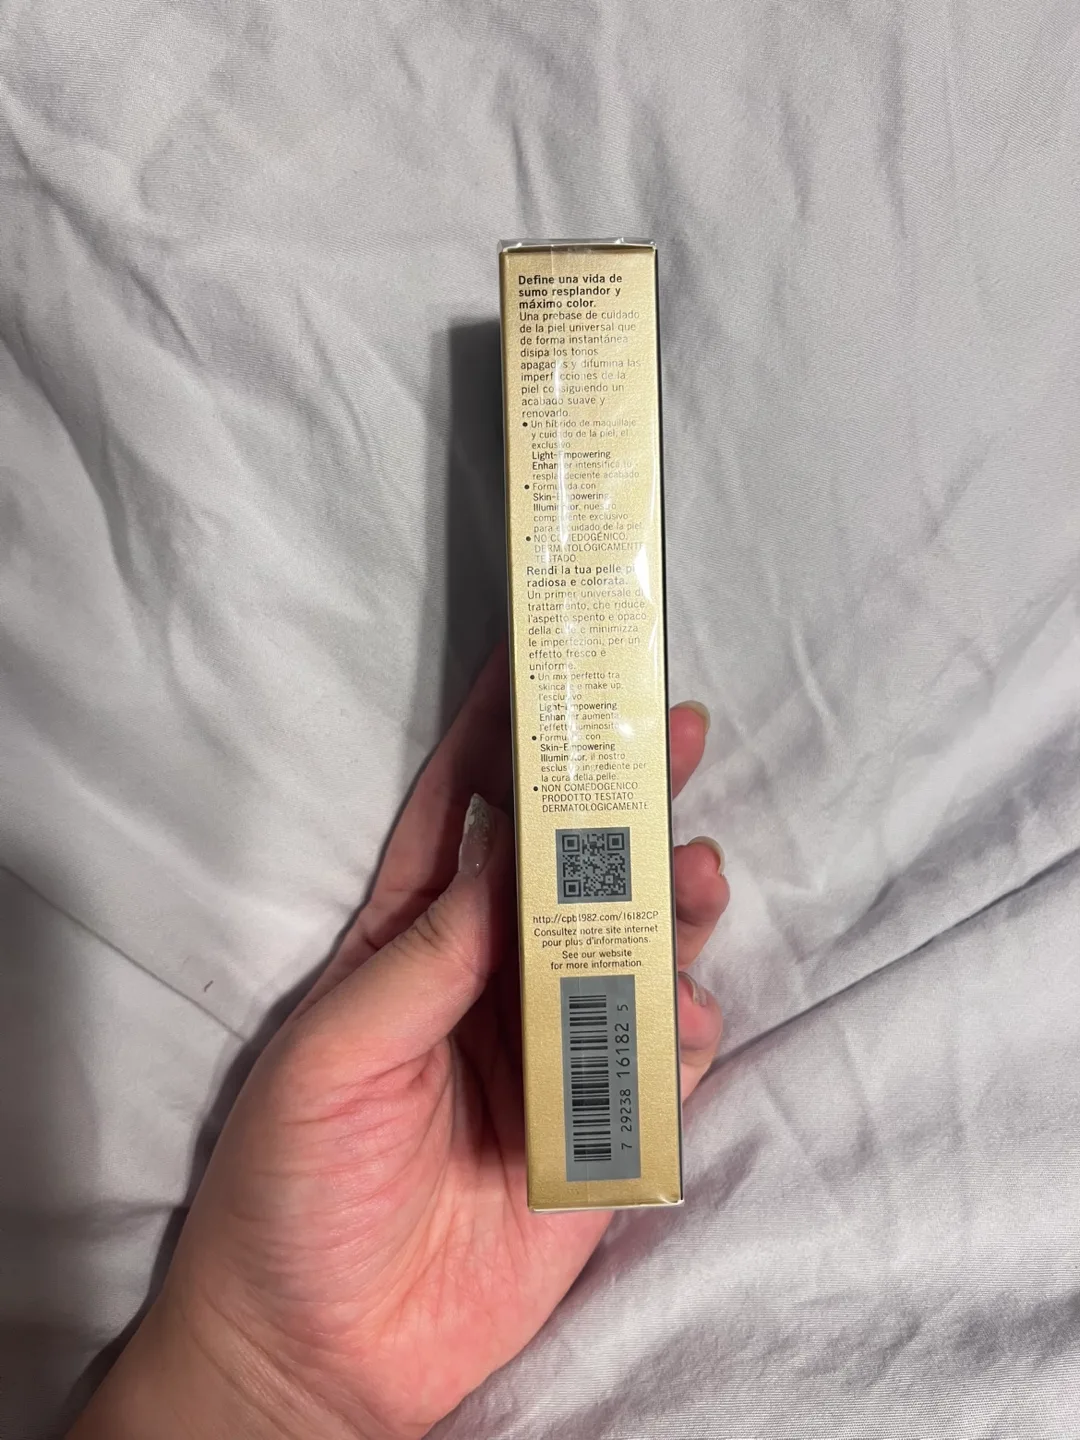 Define una vida de
sumo resplandor y
máximo color.
Una prebase de cuidado
de la piel universal que
de forma instantánea
disipa los tonos
apagados y difumina las
imperfecciones de la
piel consiguiendo un
acabado suave y
renovado.
• Un híbrido de maquillaje
y cuidado de la piel, el
exclusivo
Light-Empowering
Enhancer intensifica tu
resplandeciente acabado.
• Formulada con
Skin-Empowering
Illuminator, nuestro
componente exclusivo
para el cuidado de la piel.
• NO COMEDOGÉNICO.
DERMATOLÓGICAMENTE
TESTADO.
Rendi la tua pelle più
radiosa e colorata.
Un primer universale di
trattamento, che riduce
l'aspetto spento e opaco
della cute e minimizza
le imperfezioni, per un
effetto fresco e
uniforme.
• Un mix perfetto tra
skincare e make up,
l'esclusivo
Light-Empowering
Enhancer aumenta
l'effetto luminosità.
• Formulato con
Skin-Empowering
Illuminator, il nostro
esclusivo ingrediente per
la cura della pelle.
• NON COMEDOGENICO
PRODOTTO TESTATO
DERMATOLOGICAMENTE
http://cpb1982.com/16182CP
Consultez notre site internet
pour plus d'informations.
See our website
for more information.
7 29238 16182 5